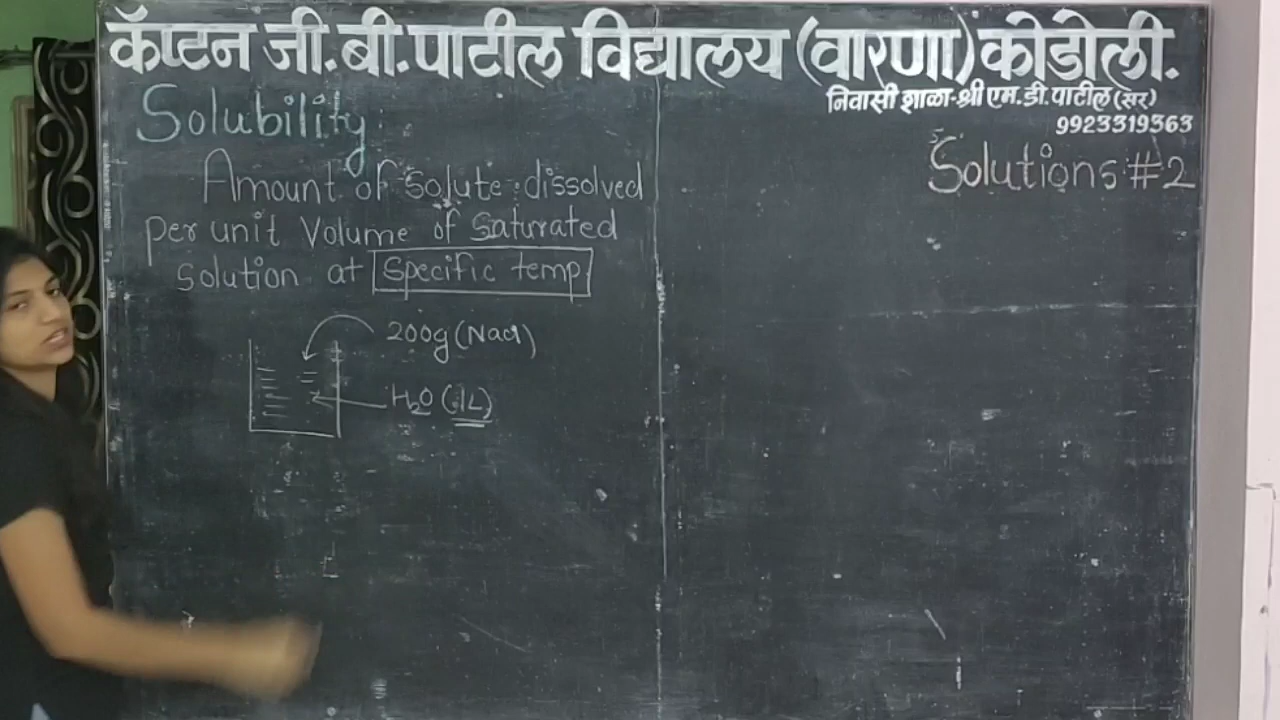 कॅप्टन जी.बी.पाटील विद्यालय (वारणा) कोडोली.
निवासी शाळा-श्री एम.डी.पाटील (सर)
9923319363
Solutions #2
Solubility:
Amount of solute dissolved
per unit Volume of Saturated
Solution at Specific temp
200g (Nacl)
H₂O (1L)